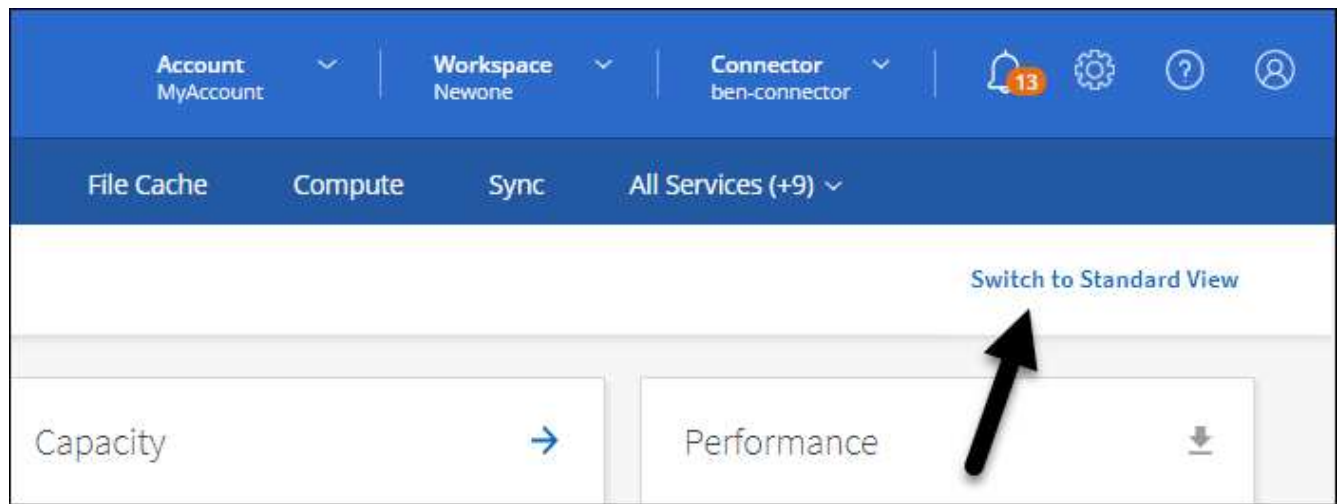 Account Workspace Connector
MyAccount Newone ben-connector 13
File Cache Compute Sync All Services (+9)
Switch to Standard View
Capacity Performance